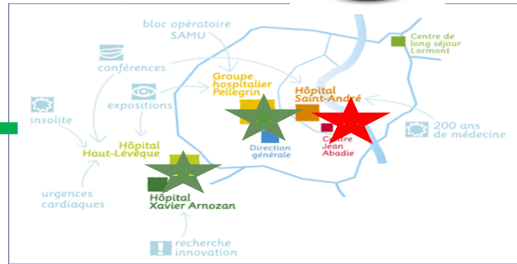 bloc opératoire
SAMU
Centre de
long séjour
Lormont
conférences
Groupe
hospitalier
Pellegrin
expositions
Hôpital
Saint-André
insolite
200 ans
de médecine
Hôpital
Haut-Lévèque
Direction
générale
Centre
Jean
Abadie
urgences
cardiaques
Hôpital
Xavier Arnozan
recherche
innovation